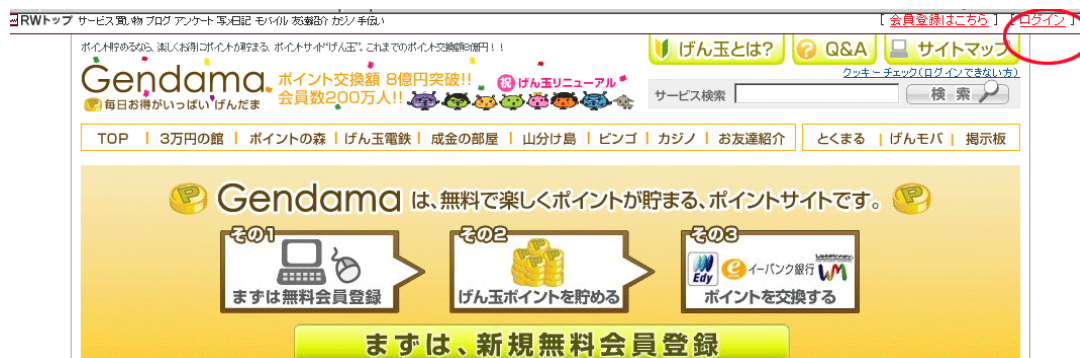 RWトップ サービス 買い物 ブログ アンケート 写メ日記 モバイル 友達紹介 カジノ 手伝い
[ 会員登録はこちら ] [ ログイン ]
ポイント貯めるなら、楽しくお得にポイントが貯まる、ポイントサイト"げん玉"。これまでのポイント交換額8億円!!
げん玉とは? Q&A サイトマップ
Gendama
毎日お得がいっぱい げんだま
ポイント交換額 8億円突破!!
会員数200万人!!
祝 げん玉リニューアル
クッキーチェック(ログインできない方)
サービス検索 検索
TOP | 3万円の館 | ポイントの森 | げん玉電鉄 | 成金の部屋 | 山分け島 | ビンゴ | カジノ | お友達紹介
とくまる | げんモバ | 掲示板
Gendama は、無料で楽しくポイントが貯まる、ポイントサイトです。
その1 その2 その3
Edy イーバンク銀行 WM
まずは無料会員登録 げん玉ポイントを貯める ポイントを交換する
まずは、新規無料会員登録